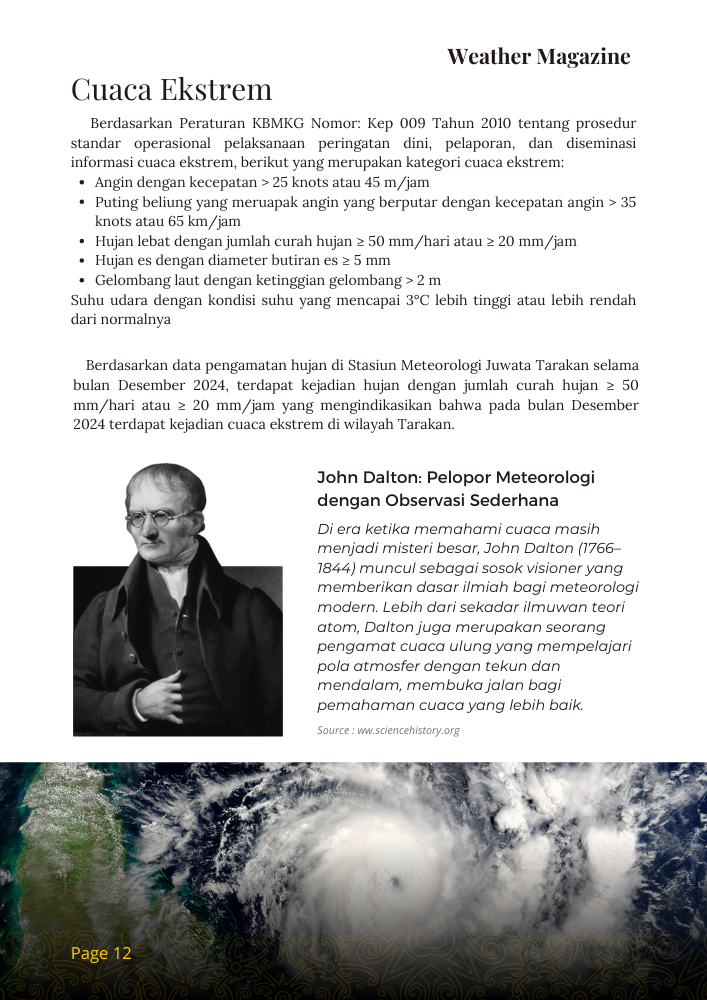 Weather Magazine
Cuaca Ekstrem
Berdasarkan Peraturan KBMKG Nomor: Kep 009 Tahun 2010 tentang prosedur
standar operasional pelaksanaan peringatan dini, pelaporan, dan diseminasi
informasi cuaca ekstrem, berikut yang merupakan kategori cuaca ekstrem:
• Angin dengan kecepatan > 25 knots atau 45 m/jam
• Puting beliung yang meruapak angin yang berputar dengan kecepatan angin > 35
knots atau 65 km/jam
• Hujan lebat dengan jumlah curah hujan ≥ 50 mm/hari atau ≥ 20 mm/jam
• Hujan es dengan diameter butiran es ≥ 5 mm
• Gelombang laut dengan ketinggian gelombang > 2 m
Suhu udara dengan kondisi suhu yang mencapai 3°C lebih tinggi atau lebih rendah
dari normalnya
Berdasarkan data pengamatan hujan di Stasiun Meteorologi Juwata Tarakan selama
bulan Desember 2024, terdapat kejadian hujan dengan jumlah curah hujan ≥ 50
mm/hari atau ≥ 20 mm/jam yang mengindikasikan bahwa pada bulan Desember
2024 terdapat kejadian cuaca ekstrem di wilayah Tarakan.
John Dalton: Pelopor Meteorologi
dengan Observasi Sederhana
Di era ketika memahami cuaca masih
menjadi misteri besar, John Dalton (1766–
1844) muncul sebagai sosok visioner yang
memberikan dasar ilmiah bagi meteorologi
modern. Lebih dari sekadar ilmuwan teori
atom, Dalton juga merupakan seorang
pengamat cuaca ulung yang mempelajari
pola atmosfer dengan tekun dan
mendalam, membuka jalan bagi
pemahaman cuaca yang lebih baik.
Source : ww.sciencehistory.org
Page 12